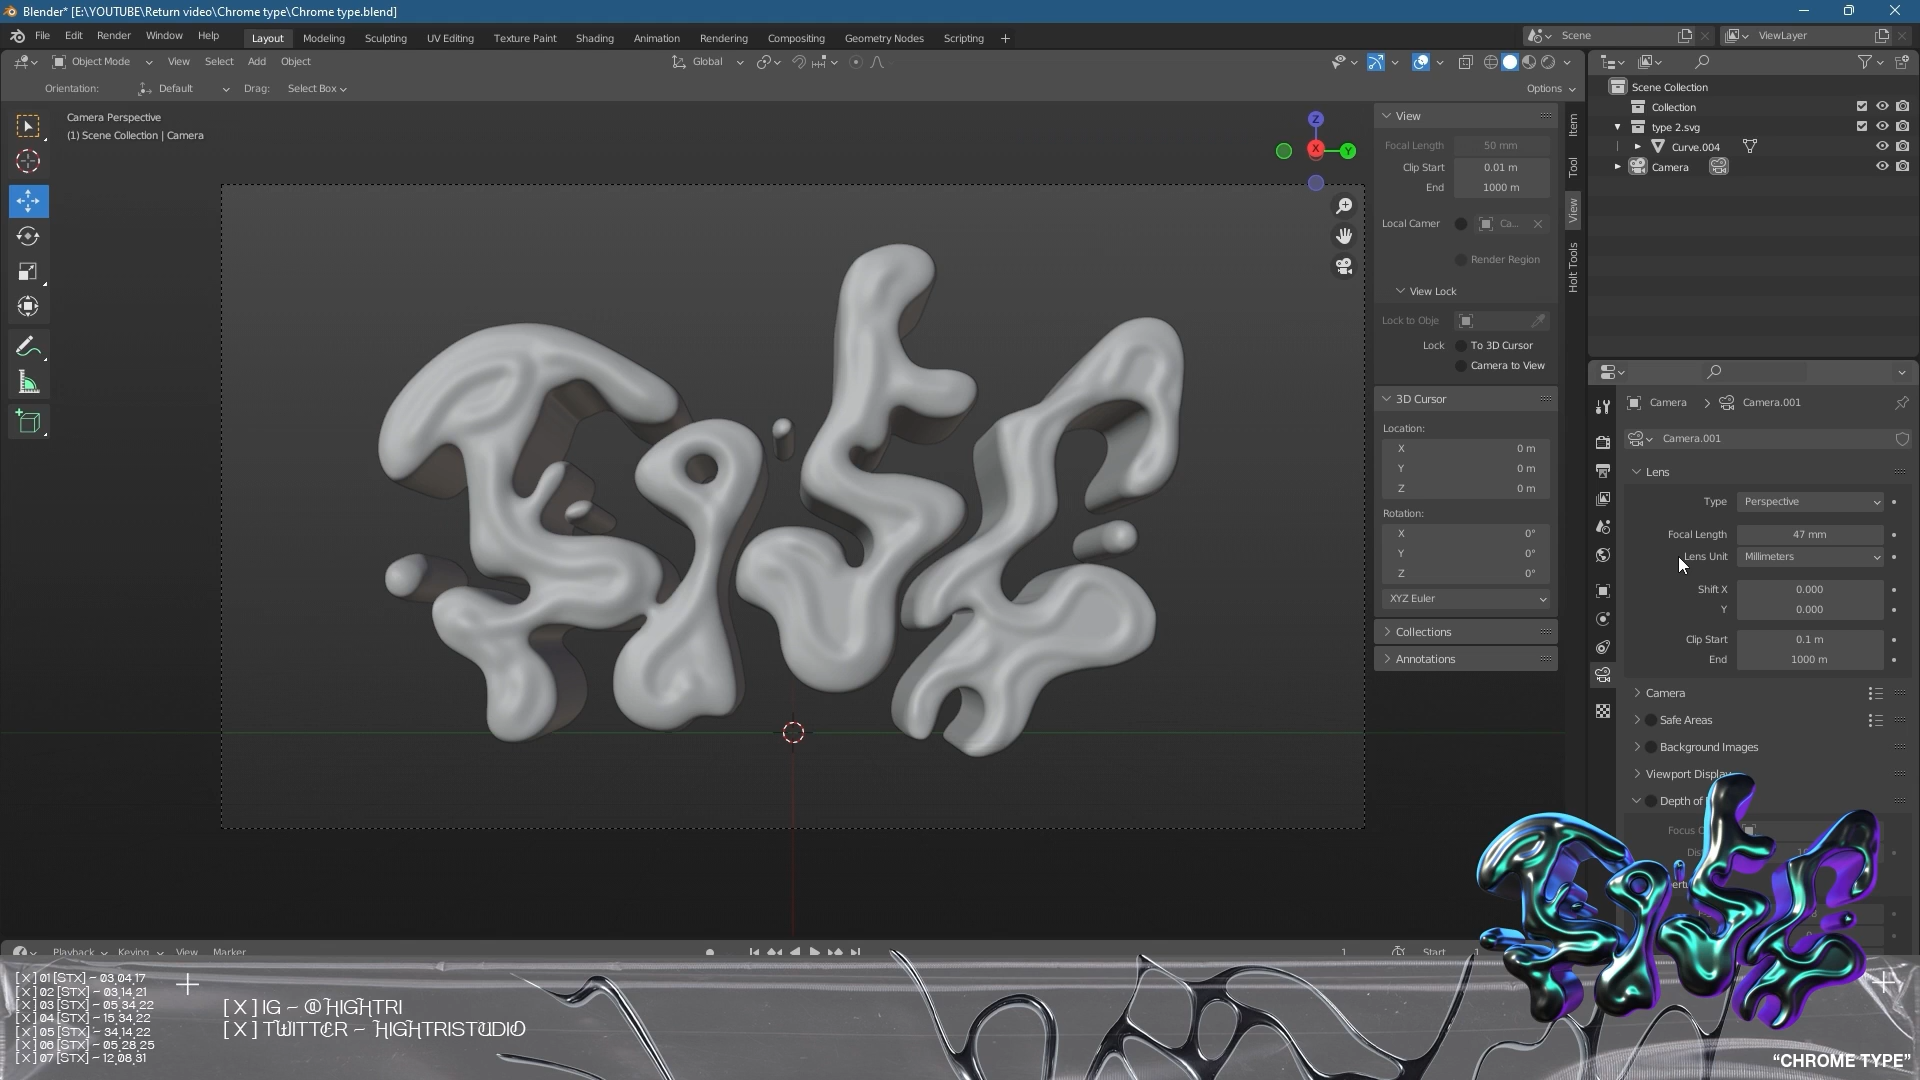 Blender* [E:\YOUTUBE\Return video\Chrome type\Chrome type.blend]
File Edit Render Window Help
Layout Modeling Sculpting UV Editing Texture Paint Shading Animation Rendering Compositing Geometry Nodes Scripting +
Scene
ViewLayer
Object Mode View Select Add Object
Global
Orientation: Default Drag: Select Box
Options
Camera Perspective
(1) Scene Collection | Camera
Z
X
Y
View
Focal Length 50 mm
Clip Start 0.01 m
End 1000 m
Local Camer Ca...
Render Region
View Lock
Lock to Obje
Lock To 3D Cursor
Camera to View
3D Cursor
Location:
X 0 m
Y 0 m
Z 0 m
Rotation:
X 0°
Y 0°
Z 0°
XYZ Euler
Collections
Annotations
Item
Tool
View
Holt Tools
Scene Collection
Collection
type 2.svg
Curve.004
Camera
Camera > Camera.001
Camera.001
Lens
Type Perspective
Focal Length 47 mm
Lens Unit Millimeters
Shift X 0.000
Y 0.000
Clip Start 0.1 m
End 1000 m
Camera
Safe Areas
Background Images
Viewport Display
Depth of
Playback Keying View Marker
1 Start
[X] 01 [STX] – 03.04.17
[X] 02 [STX] – 03.14.21
[X] 03 [STX] – 05.34.22
[X] 04 [STX] – 15.34.22
[X] 05 [STX] – 34.14.22
[X] 06 [STX] – 05.28.25
[X] 07 [STX] – 12.08.31
[X] IG – @HIGHTRI
[X] TWITTER – HIGHTRISTUDIO
“CHROME TYPE”